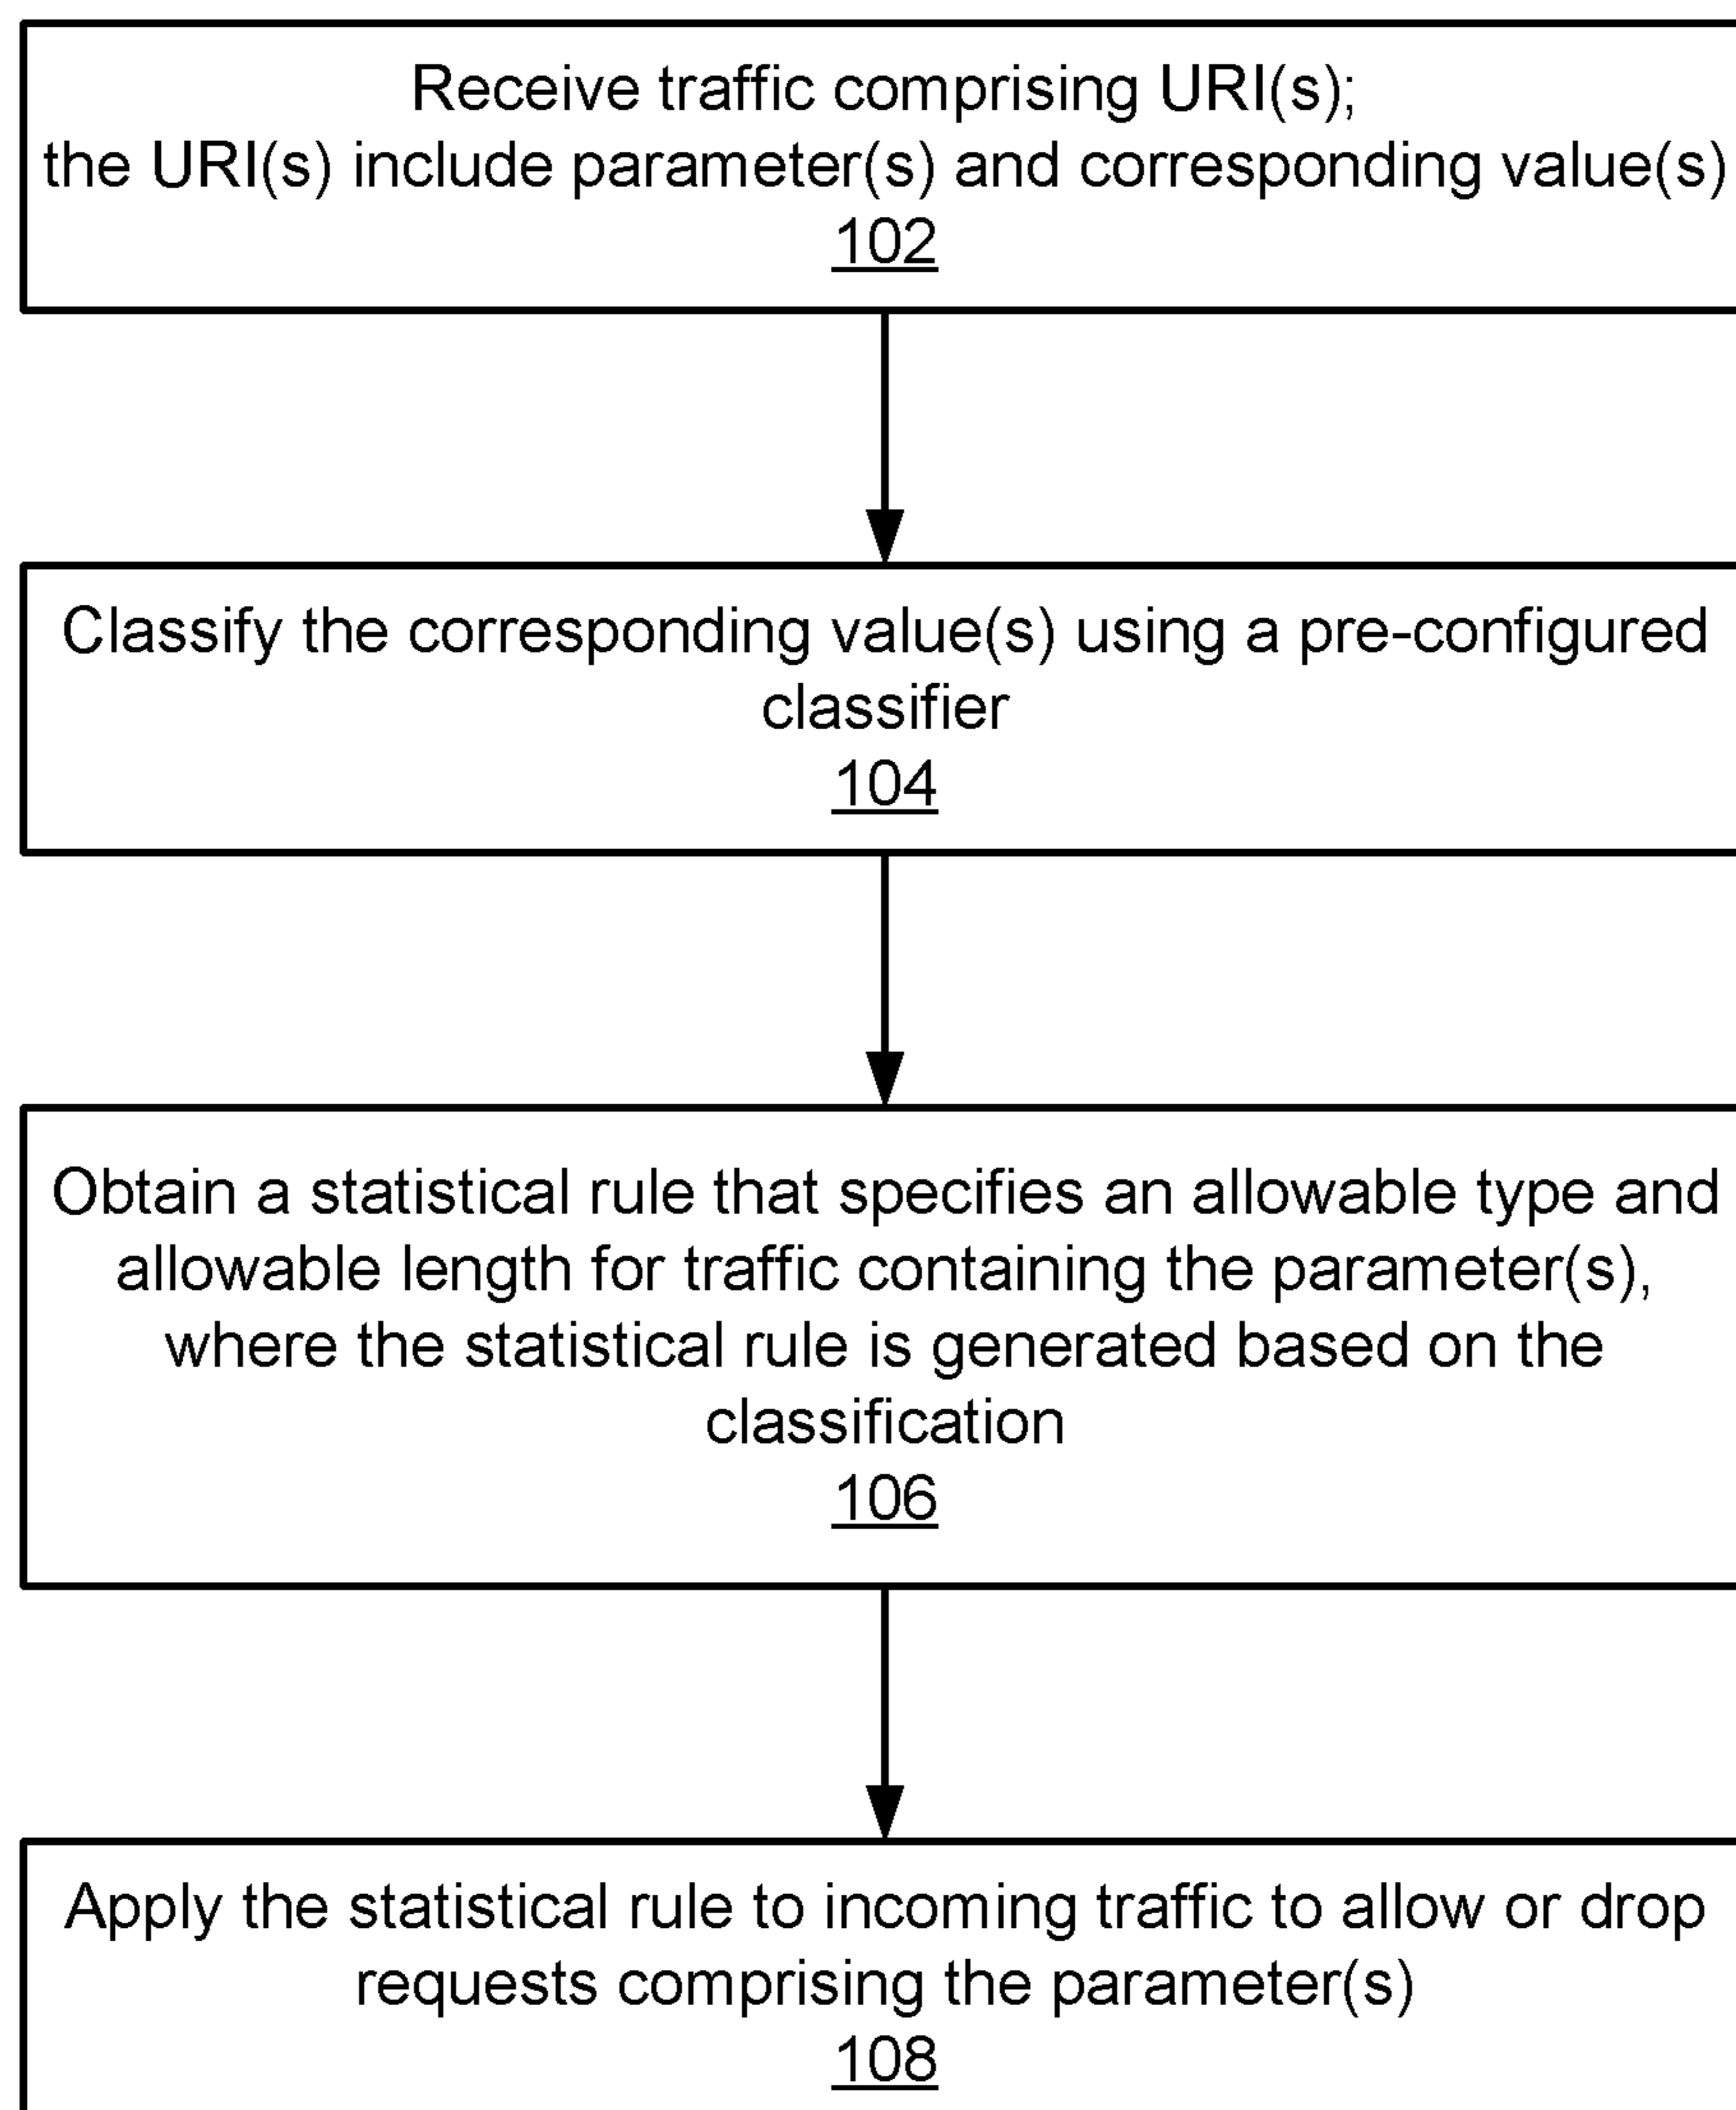 Receive traffic comprising URI(s);
the URI(s) include parameter(s) and corresponding value(s)
102
Classify the corresponding value(s) using a pre-configured
classifier
104
Obtain a statistical rule that specifies an allowable type and
allowable length for traffic containing the parameter(s),
where the statistical rule is generated based on the
classification
106
Apply the statistical rule to incoming traffic to allow or drop
requests comprising the parameter(s)
108